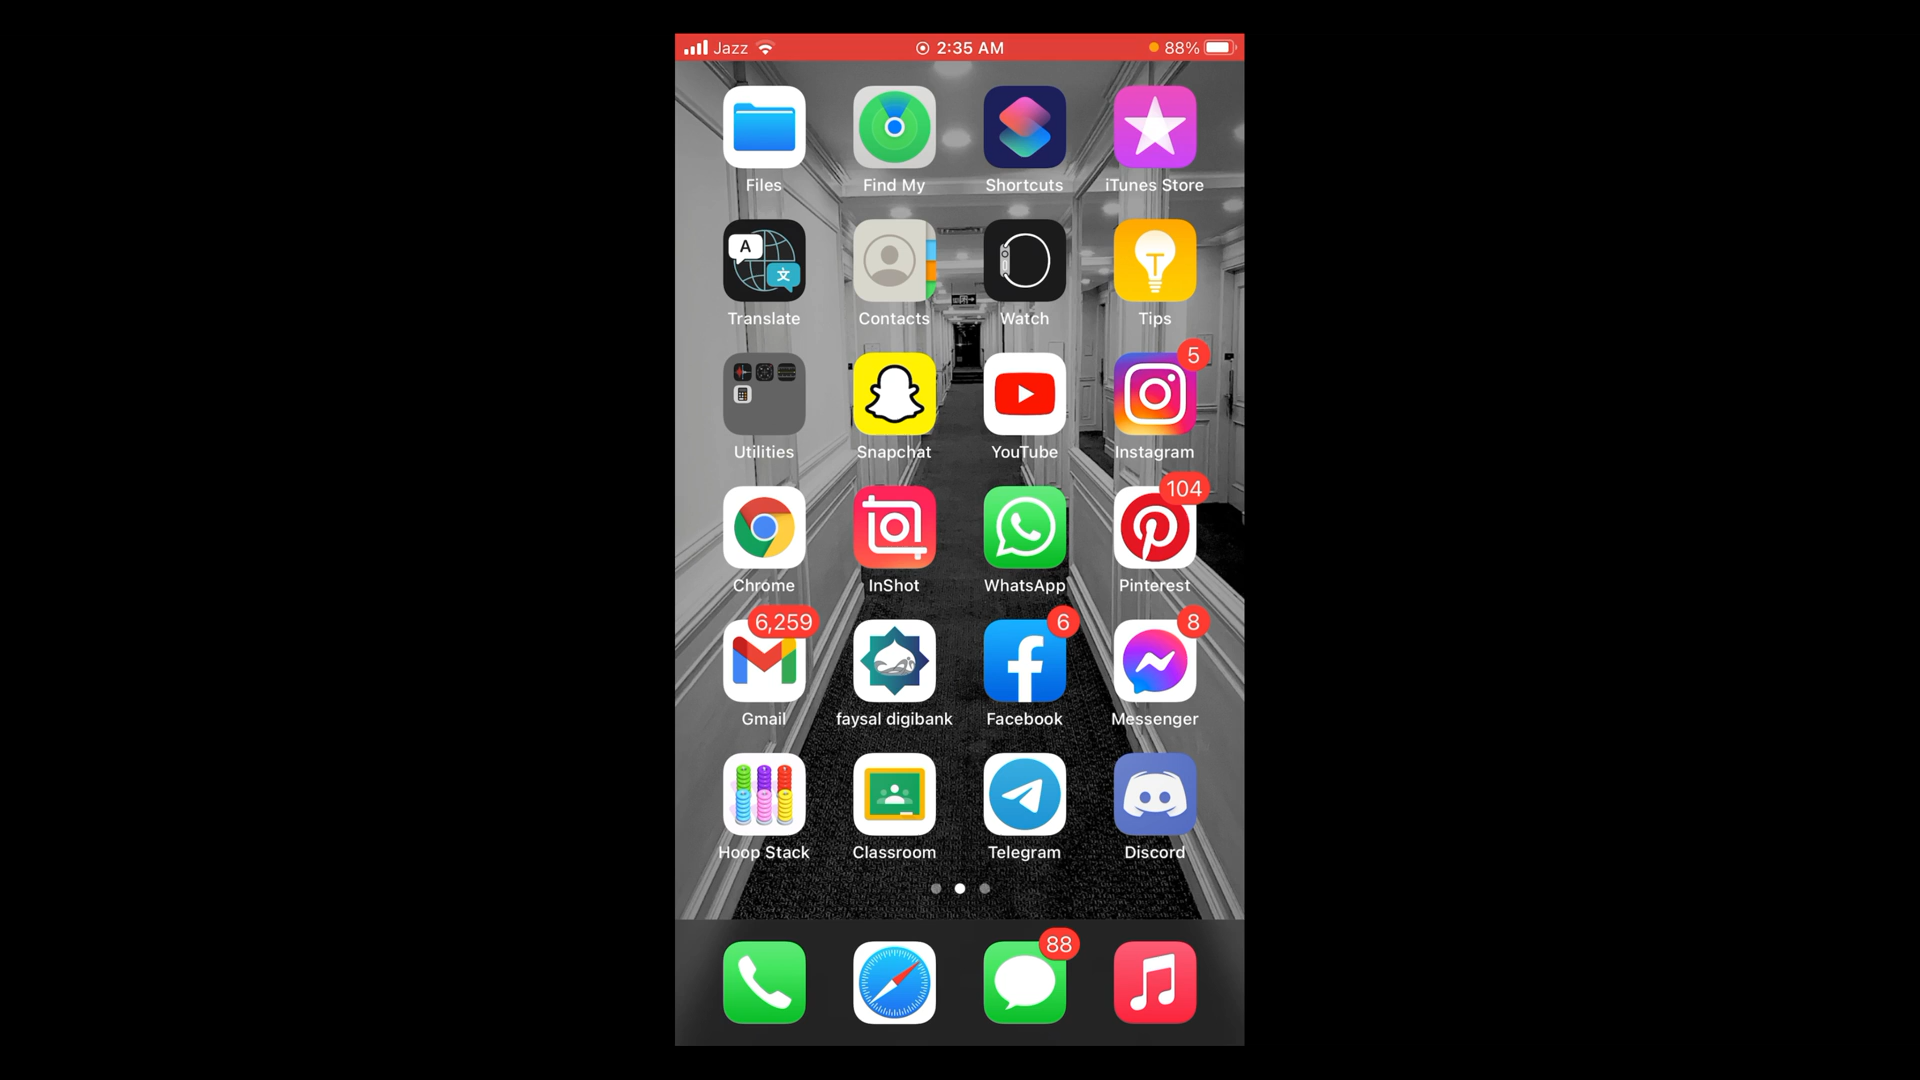 Jazz 2:35 AM 88%
Files Find My Shortcuts iTunes Store
A 文
Translate Contacts Watch Tips
5
Utilities Snapchat YouTube Instagram
104
Chrome InShot WhatsApp Pinterest
6,259 6 8
Gmail faysal digibank Facebook Messenger
Hoop Stack Classroom Telegram Discord
88